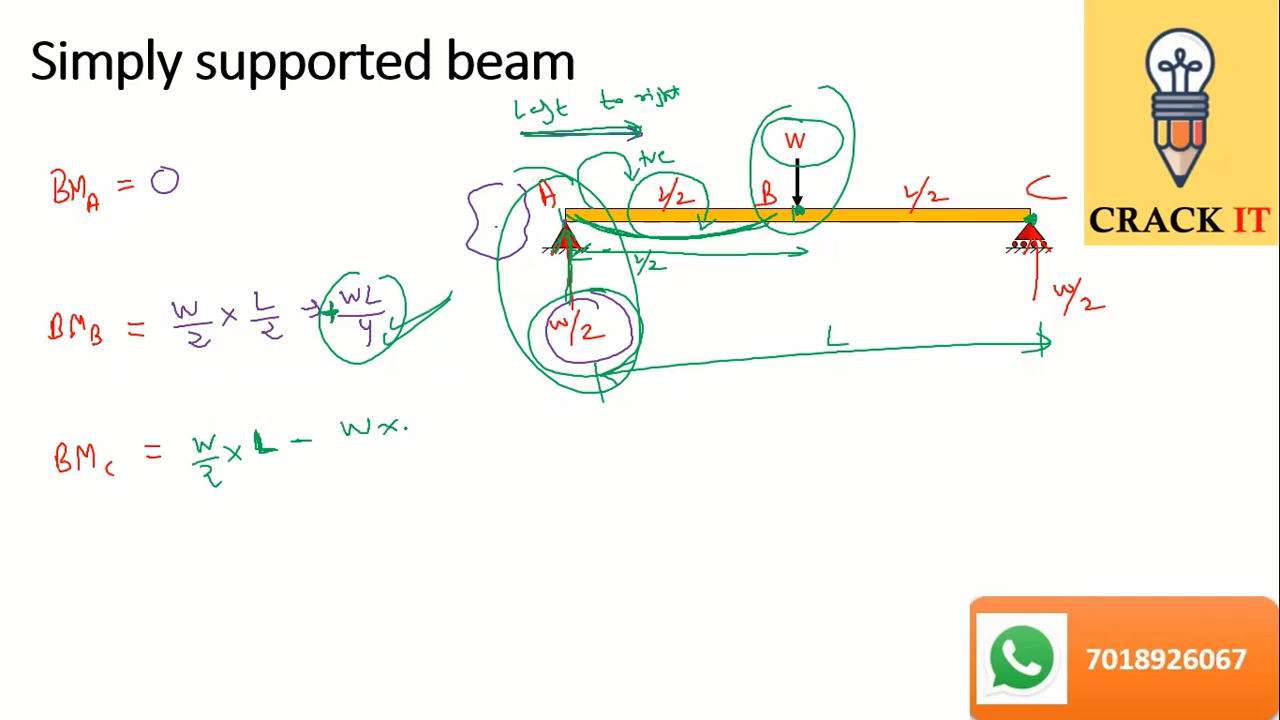 Simply supported beam
Left to right
CRACK IT
BM_A = 0
A
+ve
L/2
B
W
L/2
C
L/2
BM_B = W/2 × L/2 ⇒ +WL/4
W/2
W/2
L
BM_C = W/2 × L − W×.
7018926067